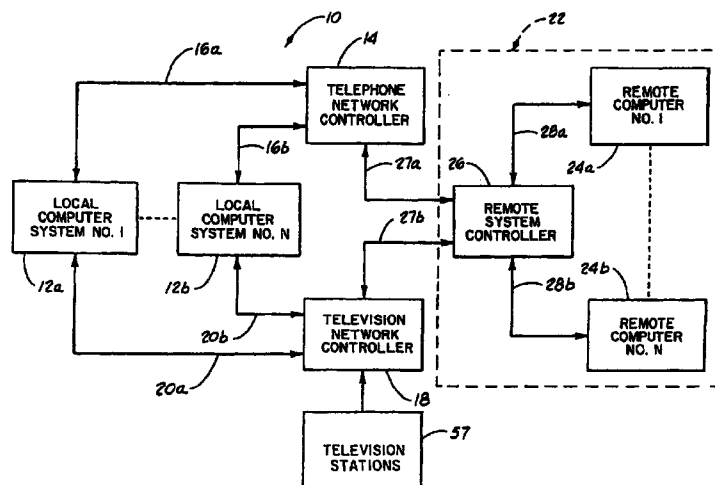 10
22
16a
14
TELEPHONE
NETWORK
CONTROLLER
REMOTE
COMPUTER
NO. 1
28a
24a
16b
27a
26
LOCAL
COMPUTER
SYSTEM NO. 1
LOCAL
COMPUTER
SYSTEM NO. N
REMOTE
SYSTEM
CONTROLLER
27b
12a
12b
28b
24b
20b
TELEVISION
NETWORK
CONTROLLER
REMOTE
COMPUTER
NO. N
20a
18
57
TELEVISION
STATIONS